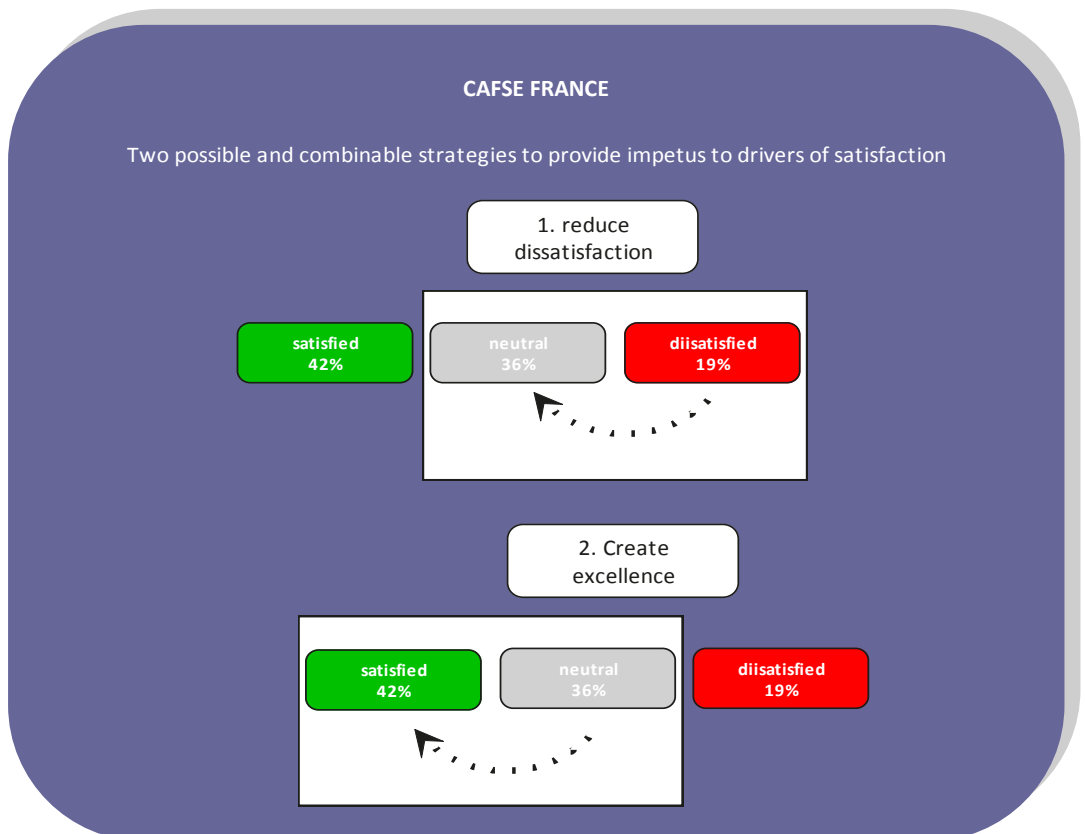 CAFSE FRANCE
Two possible and combinable strategies to provide impetus to drivers of satisfaction
1. reduce
dissatisfaction
satisfied
42%
neutral
36%
diisatisfied
19%
2. Create
excellence
satisfied
42%
neutral
36%
diisatisfied
19%